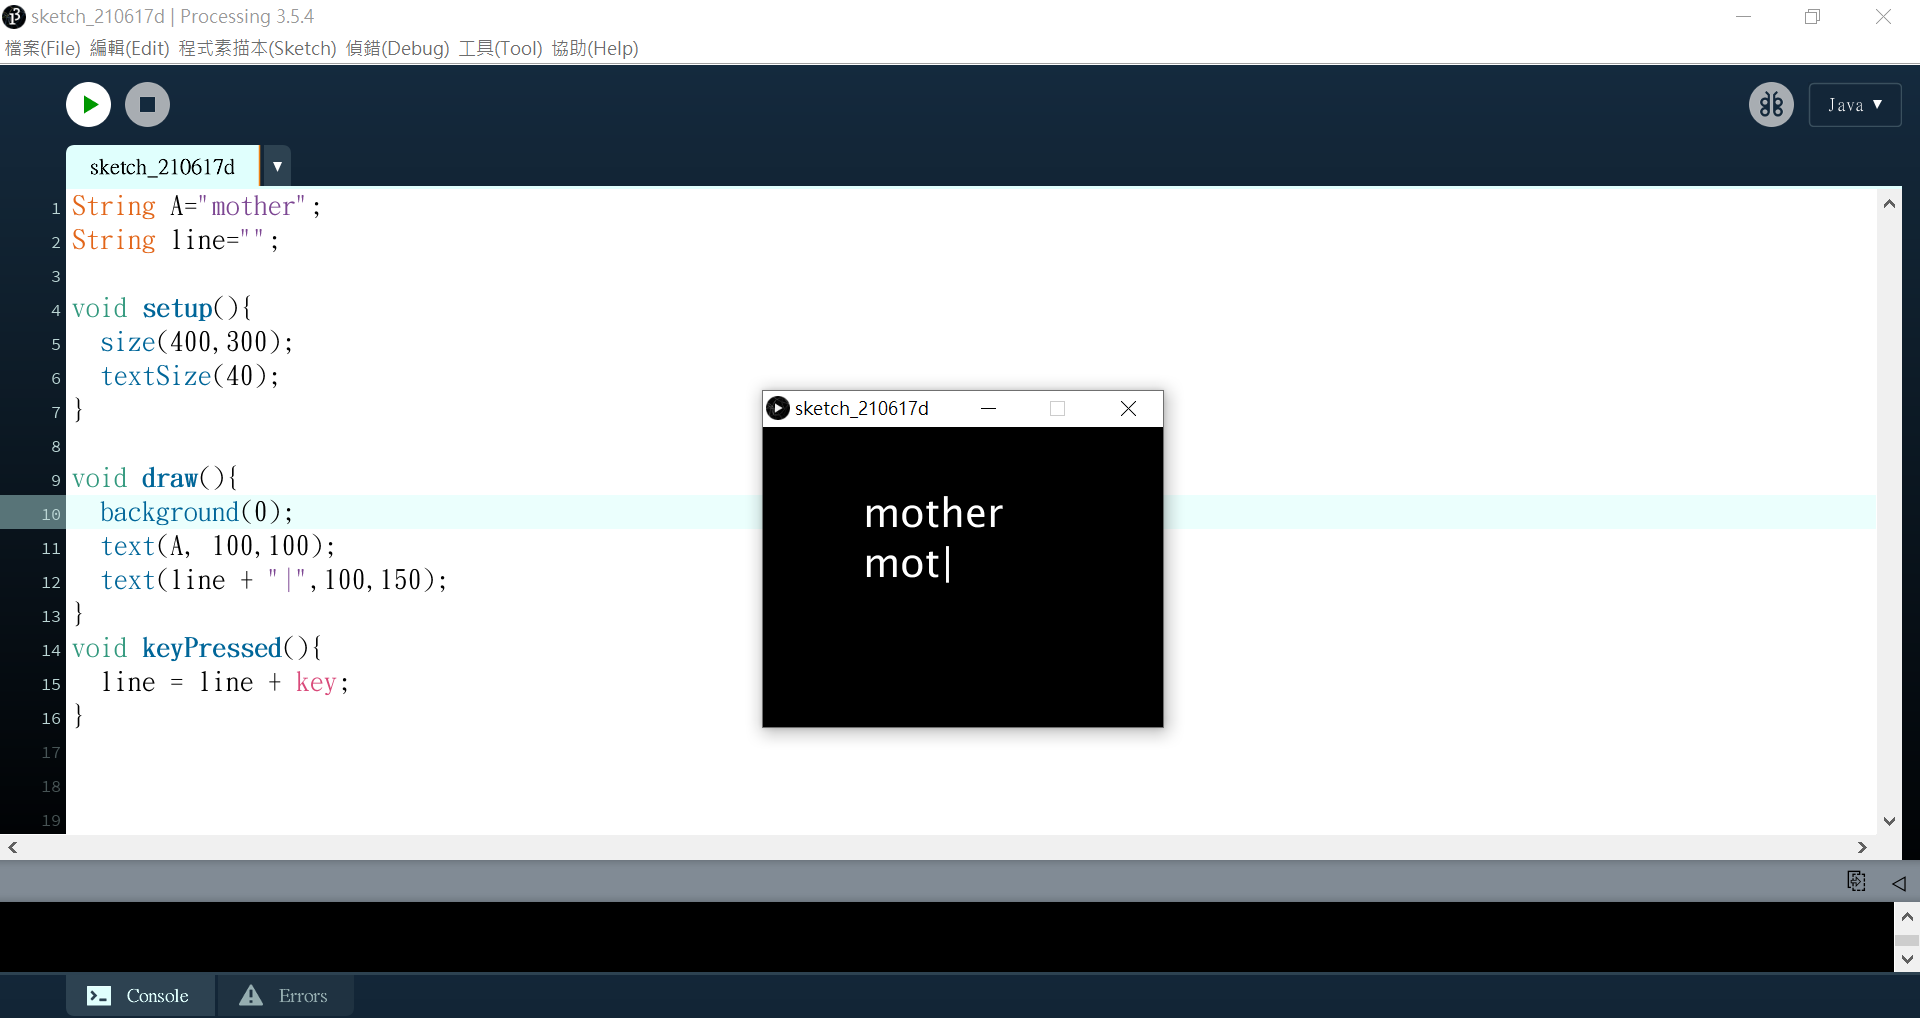 sketch_210617d | Processing 3.5.4
檔案(File) 編輯(Edit) 程式素描本(Sketch) 偵錯(Debug) 工具(Tool) 協助(Help)
Java ▼
sketch_210617d ▼
1 String A="mother";
2 String line="";
3
4 void setup(){
5   size(400,300);
6   textSize(40);
7 }
8
9 void draw(){
10   background(0);
11   text(A, 100,100);
12   text(line + "|",100,150);
13 }
14 void keyPressed(){
15   line = line + key;
16 }
17
18
19
sketch_210617d
mother
mot|
Console
Errors